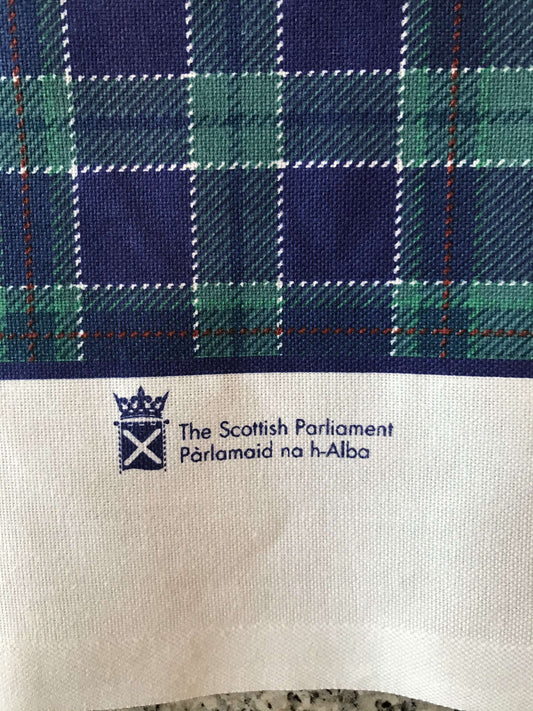 The Scottish Parliament
Pàrlamaid na h-Alba